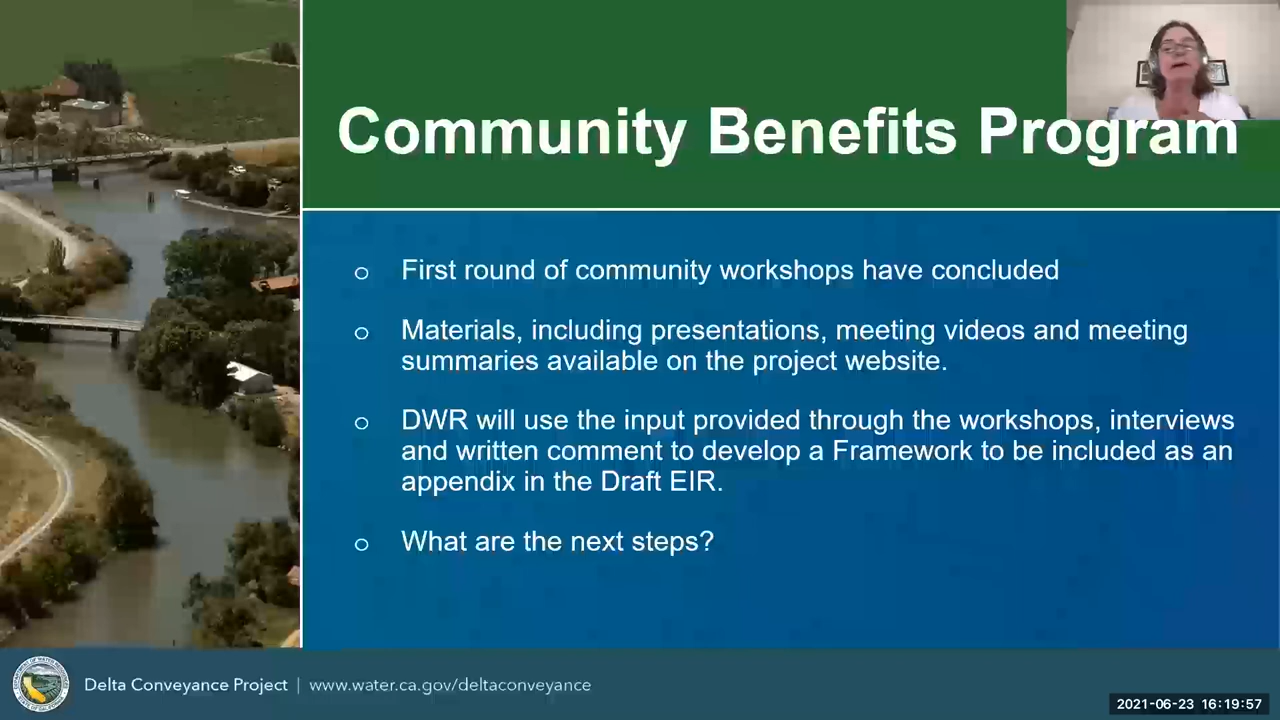 Community Benefits Program
o First round of community workshops have concluded
o Materials, including presentations, meeting videos and meeting
summaries available on the project website.
o DWR will use the input provided through the workshops, interviews
and written comment to develop a Framework to be included as an
appendix in the Draft EIR.
o What are the next steps?
Delta Conveyance Project | www.water.ca.gov/deltaconveyance
2021-06-23 16:19:57